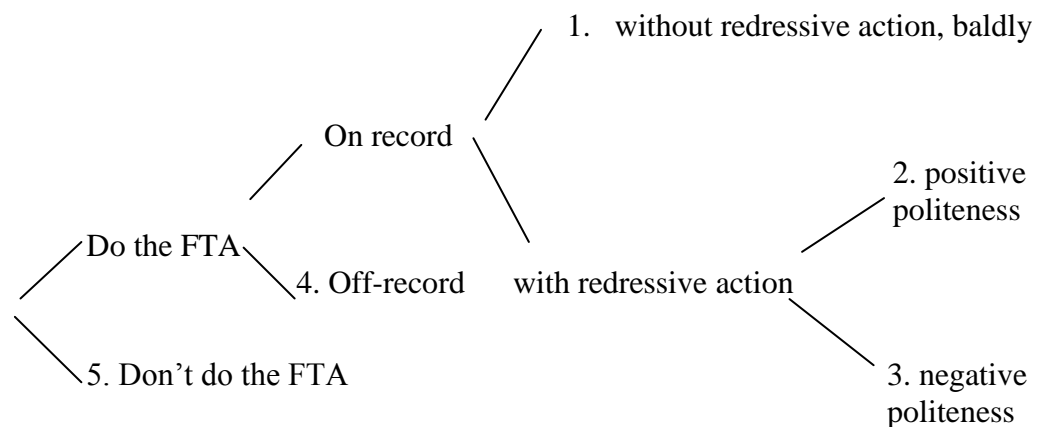 1. without redressive action, baldly
On record
2. positive
politeness
Do the FTA
4. Off-record
with redressive action
5. Don’t do the FTA
3. negative
politeness